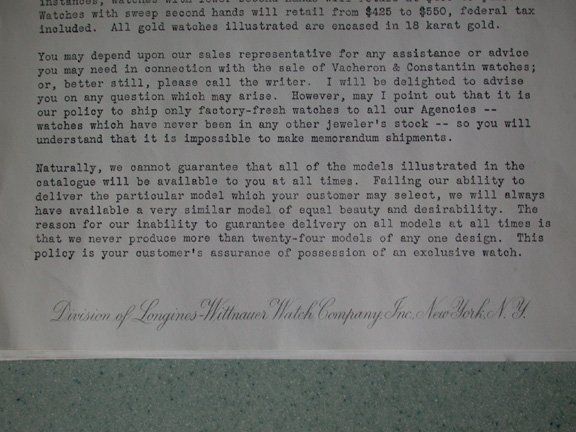 instances, watches with
Watches with sweep second hands will retail from $425 to $550, federal tax
included. All gold watches illustrated are encased in 18 karat gold.
You may depend upon our sales representative for any assistance or advice
you may need in connection with the sale of Vacheron & Constantin watches;
or, better still, please call the writer. I will be delighted to advise
you on any question which may arise. However, may I point out that it is
our policy to ship only factory-fresh watches to all our Agencies --
watches which have never been in any other jeweler's stock -- so you will
understand that it is impossible to make memorandum shipments.
Naturally, we cannot guarantee that all of the models illustrated in the
catalogue will be available to you at all times. Failing our ability to
deliver the particular model which your customer may select, we will always
have available a very similar model of equal beauty and desirability. The
reason for our inability to guarantee delivery on all models at all times is
that we never produce more than twenty-four models of any one design. This
policy is your customer's assurance of possession of an exclusive watch.
Division of Longines-Wittnauer Watch Company, Inc., New York, N. Y.